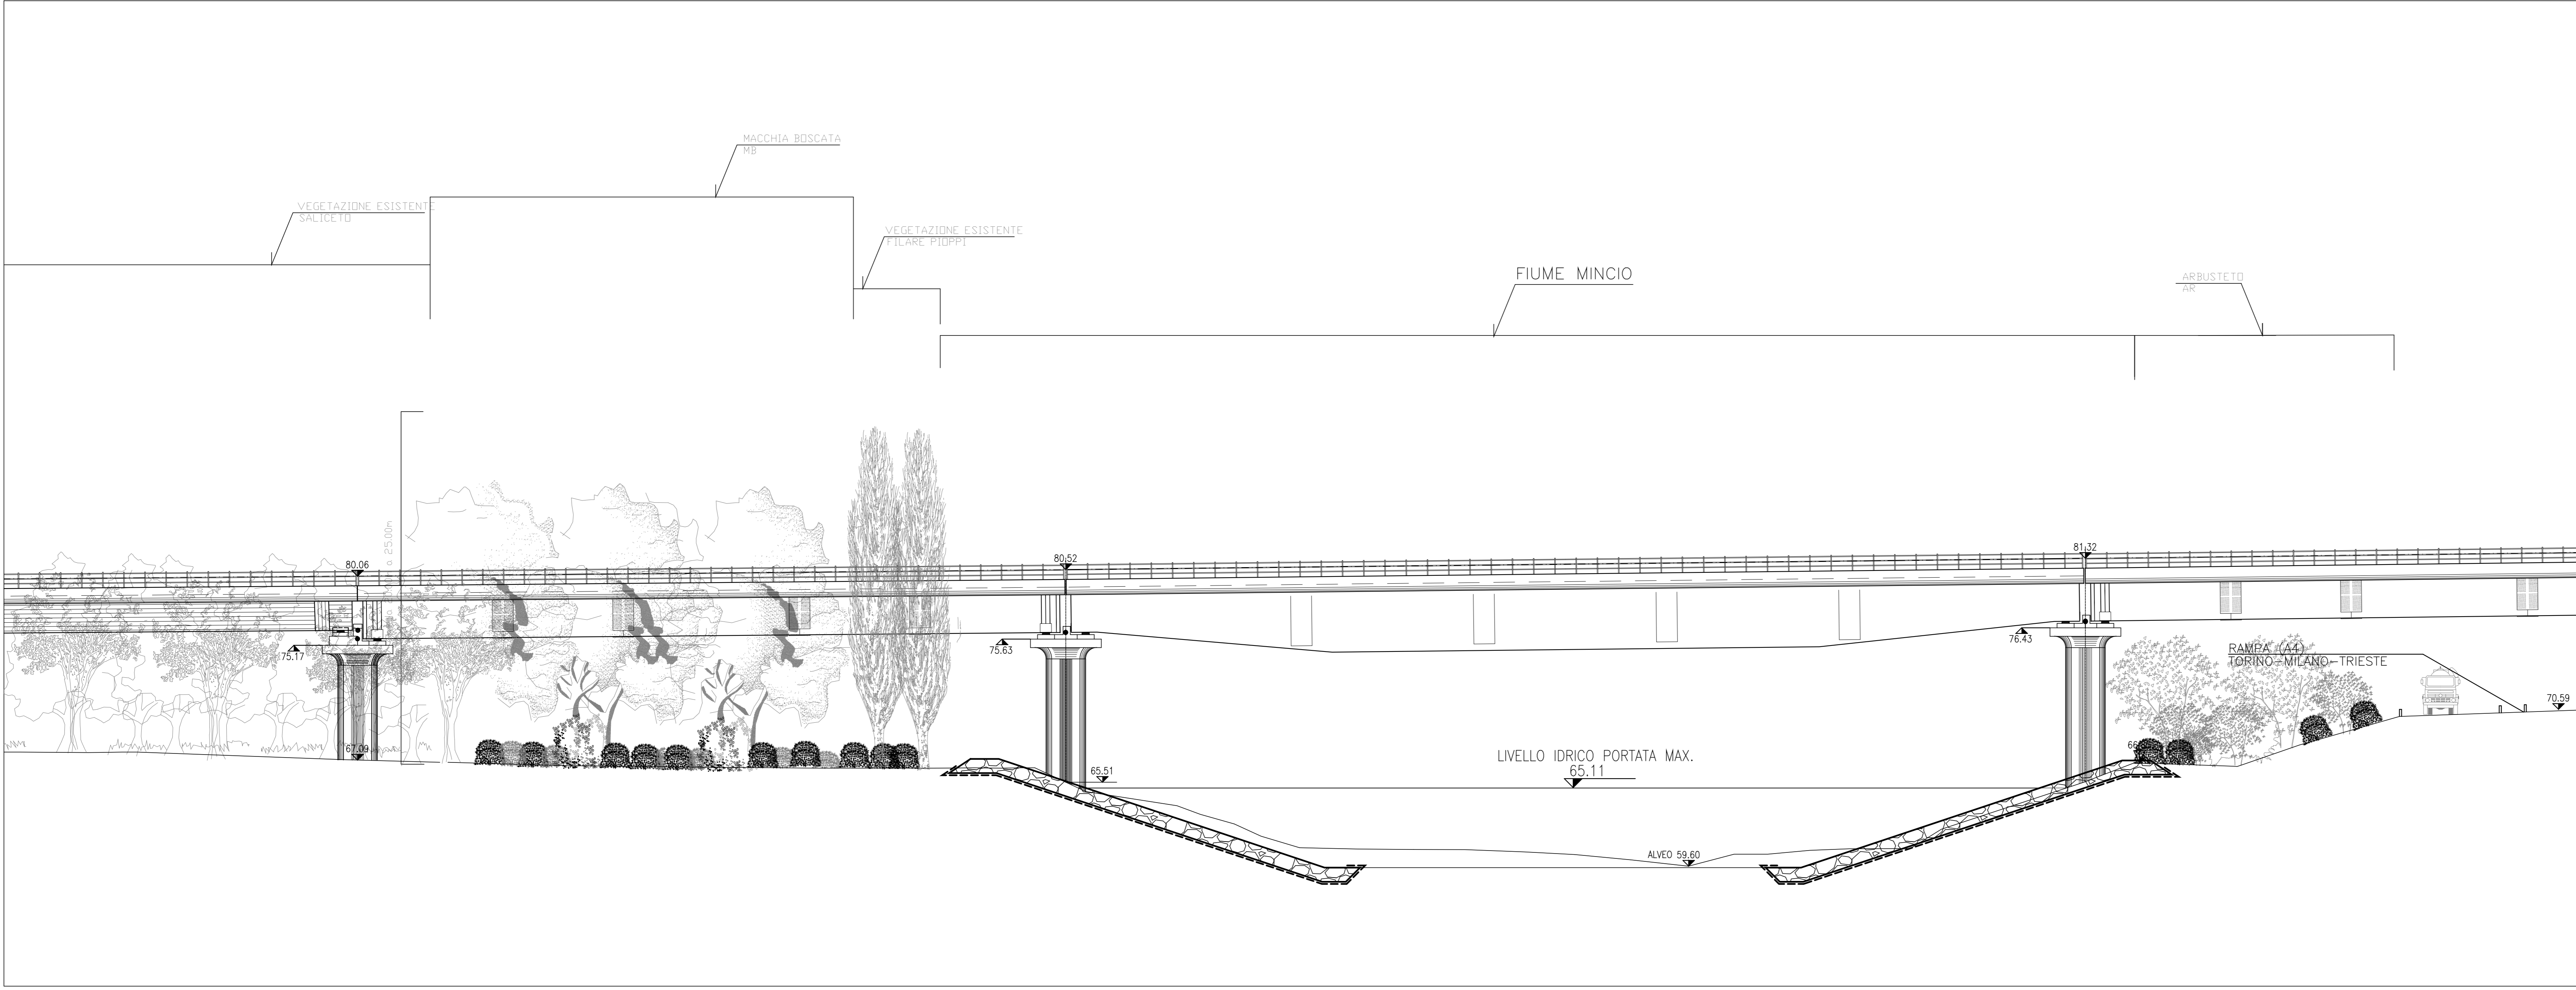 MACCHIA BOSCATA
MB
VEGETAZIONE ESISTENTE
SALICETO
VEGETAZIONE ESISTENTE
FILARE PIOPPI
FIUME MINCIO
ARBUSTETO
AR
a 25.00m
80.06
80.52
81.32
75.17
75.63
76.43
RAMPA (A4)
TORINO-MILANO-TRIESTE
70.59
67.09
65.51
LIVELLO IDRICO PORTATA MAX.
65.11
ALVEO 59.60